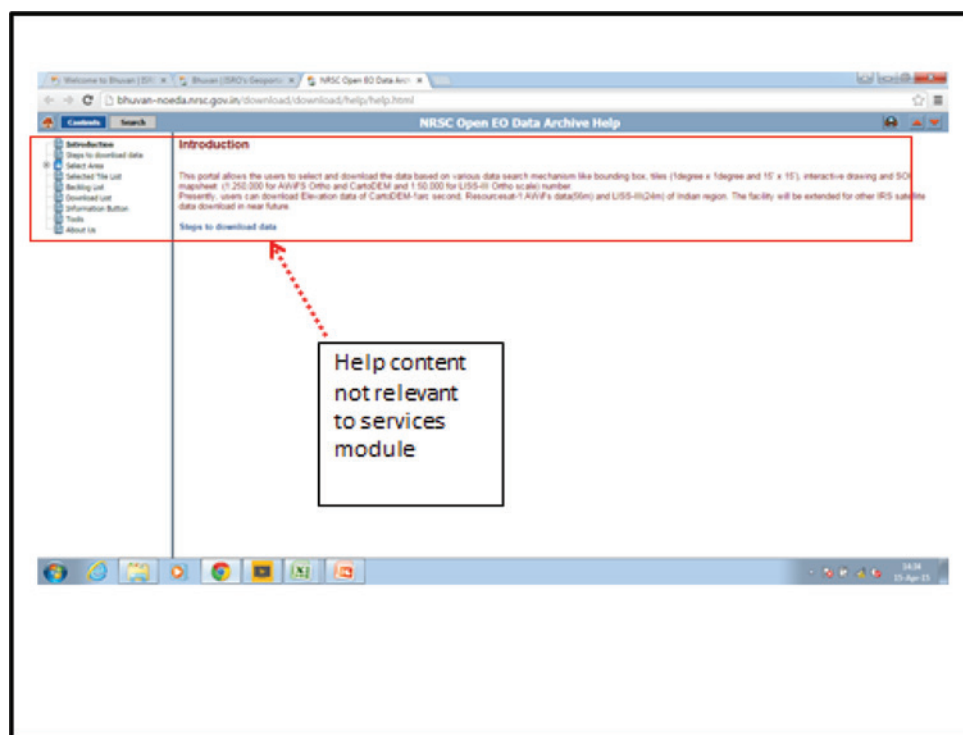 Welcome to Bhuvan | ISR
Bhuvan | ISRO's Geoport
NRSC Open EO Data Arch
bhuvan-noeda.nrsc.gov.in/download/download/help/help.html
Contents Search NRSC Open EO Data Archive Help
Introduction
Steps to download data
Select Area
Selected Tile List
Backlog List
Download List
Information Button
Tools
About Us
Introduction
This portal allows the users to select and download the data based on various data search mechanism like bounding box, tiles (1degree x 1degree and 15' x 15'), interactive drawing and SOI
mapsheet (1:250,000 for AWiFS Ortho and CartoDEM and 1:50,000 for LISS-III Ortho scale) number.
Presently, users can download Elevation data of CartoDEM-1arc second, Resourcesat-1 AWiFs data(56m) and LISS-III(24m) of Indian region. The facility will be extended for other IRS satellite
data download in near future.
Steps to download data
Help content
not relevant
to services
module
14:34
15-Apr-15